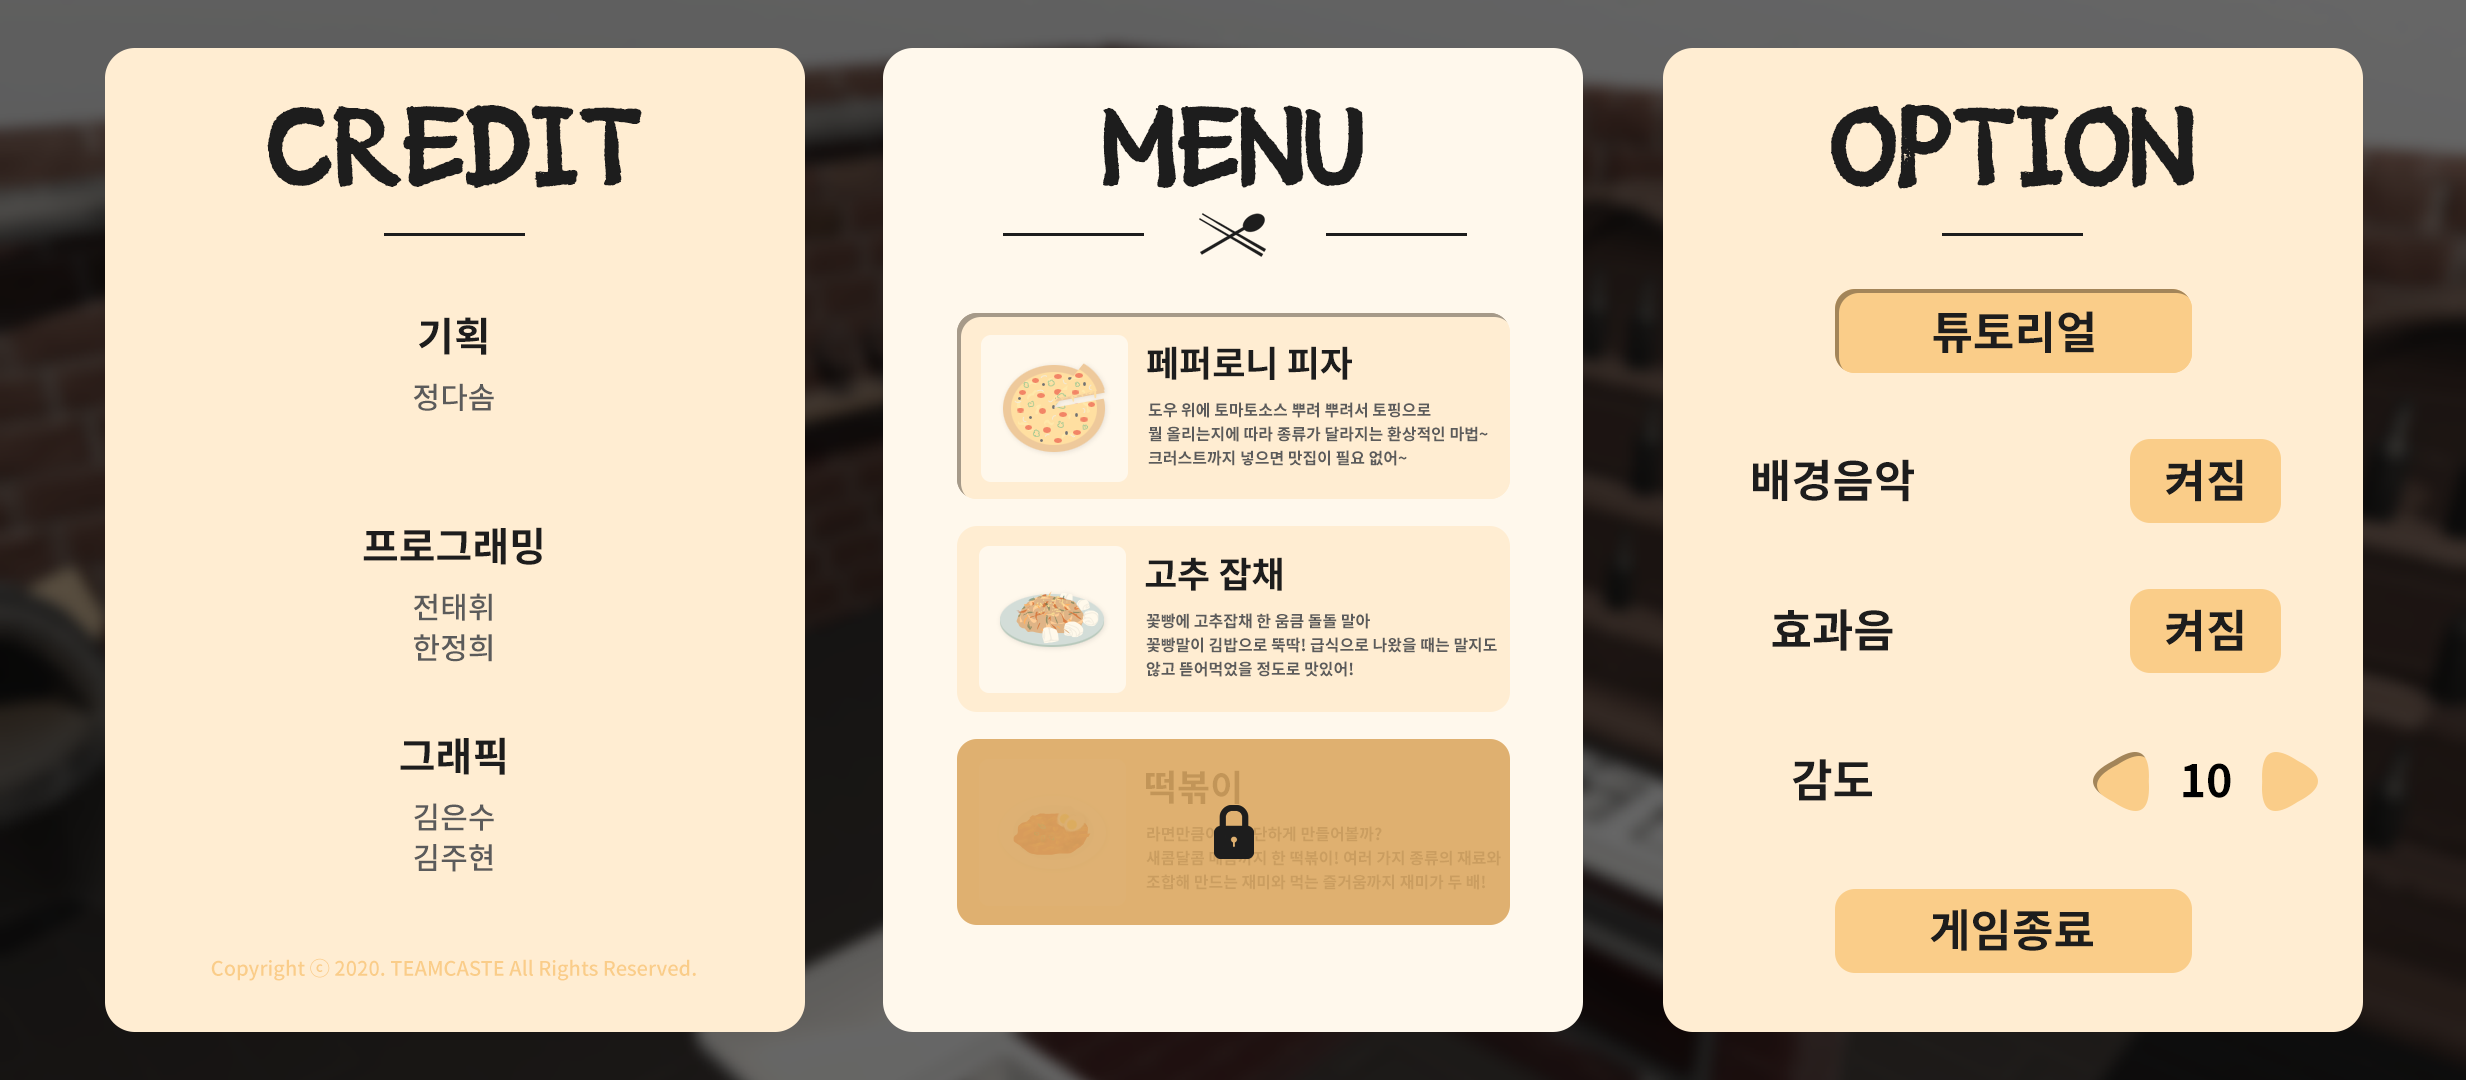 CREDIT
기획
정다솜
프로그래밍
전태휘
한정희
그래픽
김은수
김주현
Copyright ⓒ 2020. TEAMCASTE All Rights Reserved.
MENU
페퍼로니 피자
도우 위에 토마토소스 뿌려 뿌려서 토핑으로
뭘 올리는지에 따라 종류가 달라지는 환상적인 마법~
크러스트까지 넣으면 맛집이 필요 없어~
고추 잡채
꽃빵에 고추잡채 한 움큼 돌돌 말아
꽃빵말이 김밥으로 뚝딱! 급식으로 나왔을 때는 말지도
않고 뜯어먹었을 정도로 맛있어!
떡볶이
라면만큼 만들어볼까?
새콤달콤 한 떡볶이! 여러 가지 종류의 재료와
조합해 만드는 재미와 먹는 즐거움까지 재미가 두 배!
OPTION
튜토리얼
배경음악 켜짐
효과음 켜짐
감도 10
게임종료